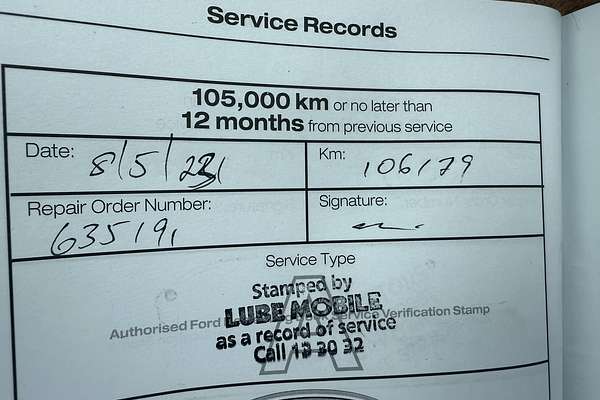 Service Records
105,000 km or no later than
12 months from previous service
Date: 8/5/23
Km: 106179
Repair Order Number: 635191
Signature:
Service Type
Stamped by
LUBE MOBILE
Authorised Ford Service Verification Stamp
as a record of service
Call 13 30 32